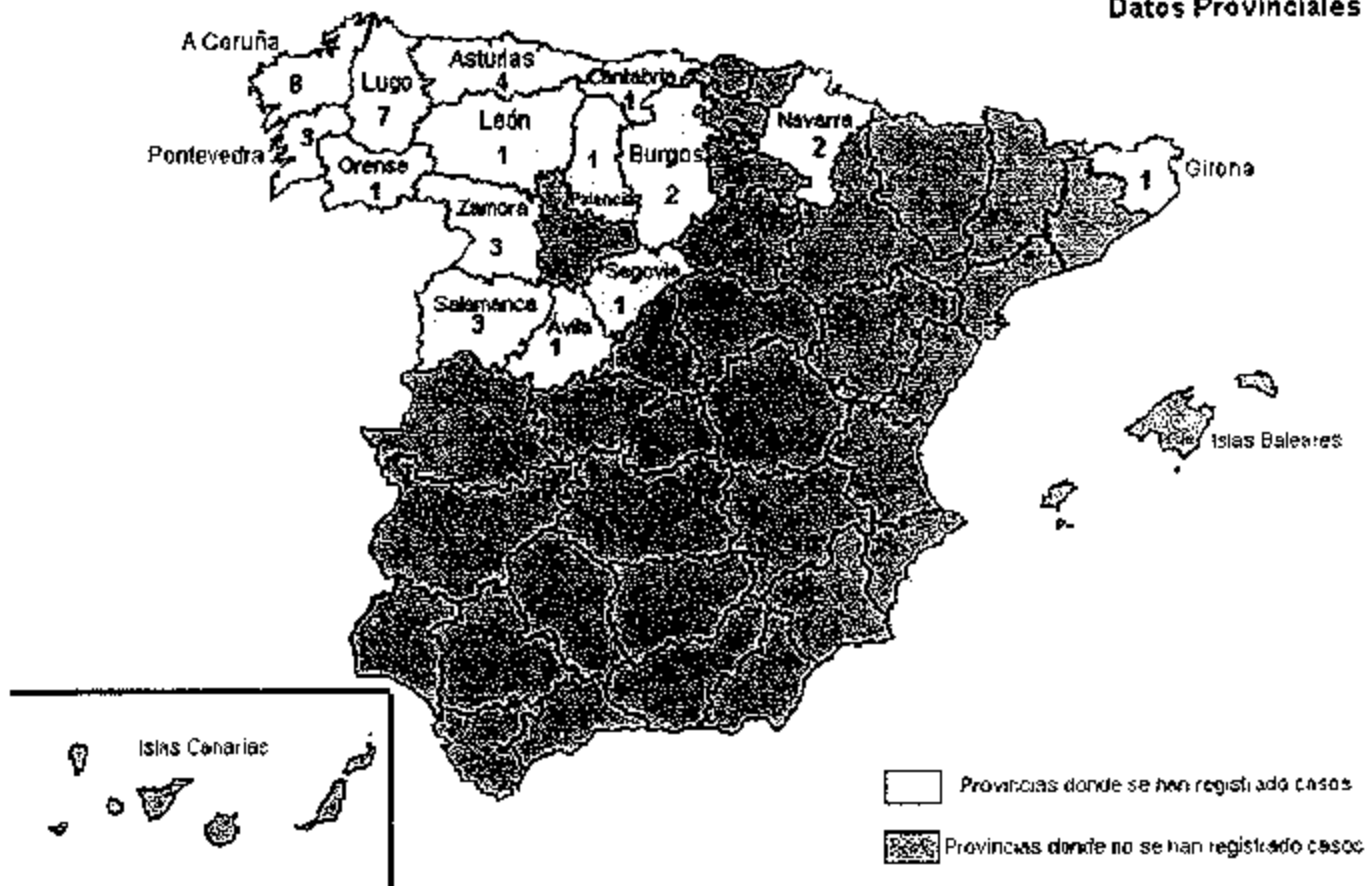 Datos Provinciales
A Coruña
8
Lugo
7
Asturias
4
Cantabria
1
León
1
Pontevedra
3
Orense
1
1
Palencia
Burgos
2
Navarra
2
1
Girona
Zamora
3
Segovia
1
Salamanca
3
Avila
1
Islas Baleares
Islas Canarias
Provincias donde se han registrado casos
Provincias donde no se han registrado casos